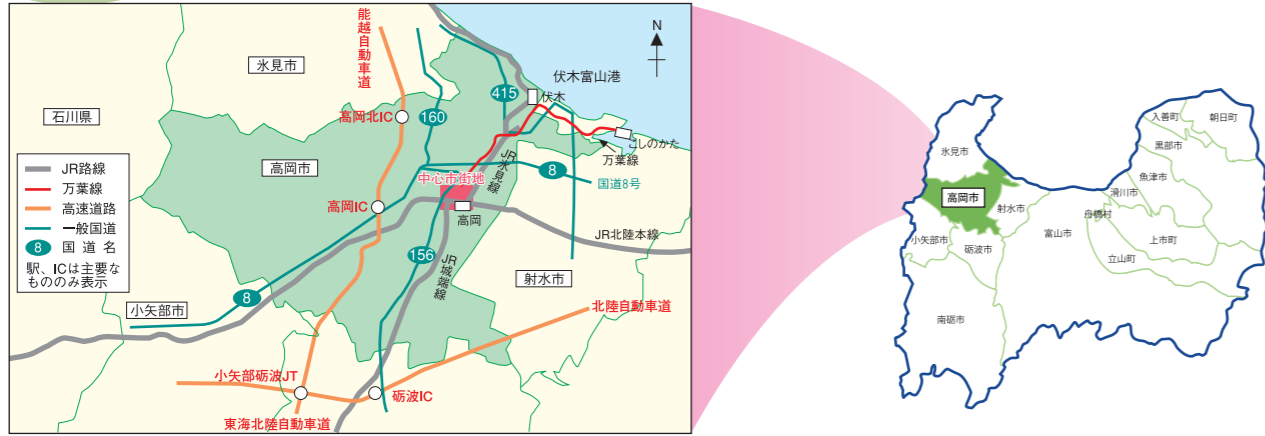 能越自動車道
N
氷見市
伏木富山港
415
伏木
石川県
高岡北IC
160
こしのかた
万葉線
JR路線
万葉線
高速道路
一般国道
8 国道名
駅、ICは主要な
もののみ表示
高岡市
JR氷見線
中心市街地
8
国道8号
高岡IC
高岡
JR北陸本線
156
JR城端線
射水市
8
小矢部市
北陸自動車道
小矢部砺波JT
砺波IC
東海北陸自動車道
入善町
朝日町
氷見市
黒部市
魚津市
高岡市
滑川市
射水市
舟橋村
小矢部市
砺波市
富山市
上市町
立山町
南砺市